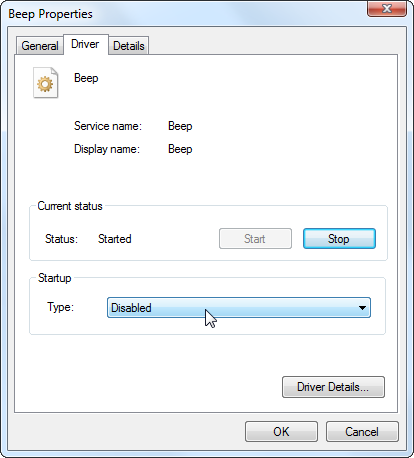 Beep Properties
General Driver Details
Beep
Service name: Beep
Display name: Beep
Current status
Status: Started Start Stop
Startup
Type: Disabled
Driver Details...
OK Cancel